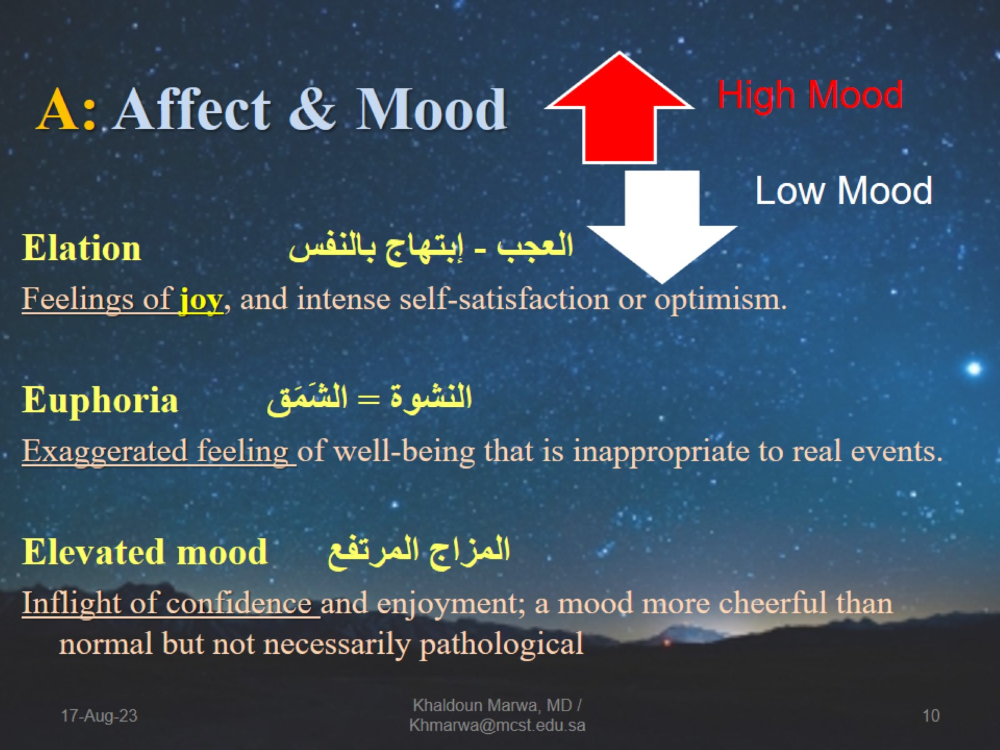 A: Affect & Mood
High Mood
Low Mood
Elation العجب - إبتهاج بالنفس
Feelings of joy, and intense self-satisfaction or optimism.
Euphoria النشوة = الشَمَق
Exaggerated feeling of well-being that is inappropriate to real events.
Elevated mood المزاج المرتفع
Inflight of confidence and enjoyment; a mood more cheerful than
normal but not necessarily pathological
17-Aug-23
Khaldoun Marwa, MD /
Khmarwa@mcst.edu.sa
10